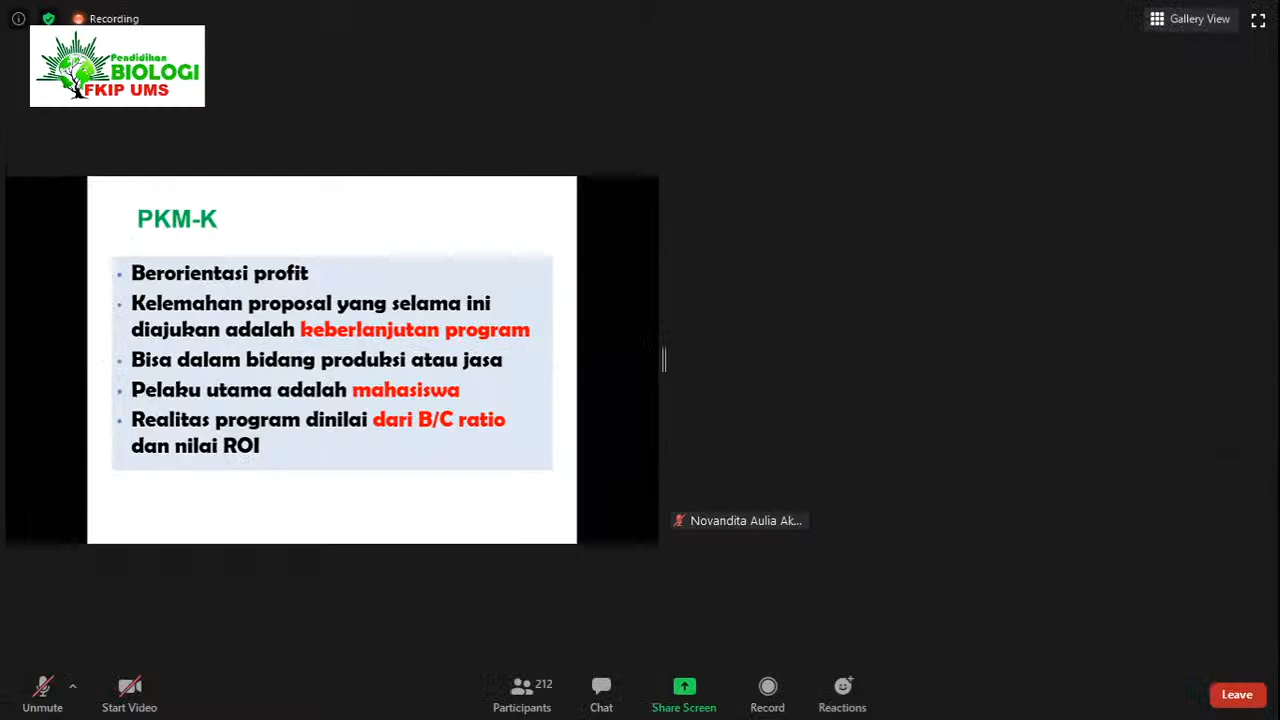 Recording
Gallery View
Pendidikan
BIOLOGI
FKIP UMS
PKM-K
• Berorientasi profit
• Kelemahan proposal yang selama ini
diajukan adalah keberlanjutan program
• Bisa dalam bidang produksi atau jasa
• Pelaku utama adalah mahasiswa
• Realitas program dinilai dari B/C ratio
dan nilai ROI
Novandita Aulia Ak...
Unmute
Start Video
212
Participants
Chat
Share Screen
Record
Reactions
Leave